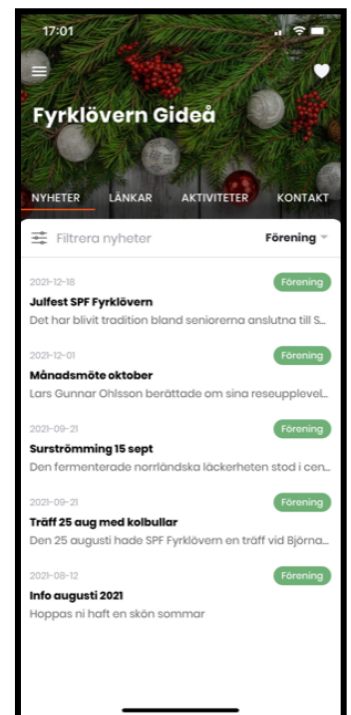 17:01
Fyrklövern Gideå
NYHETER LÄNKAR AKTIVITETER KONTAKT
Filtrera nyheter Förening
2021-12-18 Förening
Julfest SPF Fyrklövern
Det har blivit tradition bland seniorerna anslutna till S...
2021-12-01 Förening
Månadsmöte oktober
Lars Gunnar Ohlsson berättade om sina reseupplevel...
2021-09-21 Förening
Surströmming 15 sept
Den fermenterade norrländska läckerheten stod i cen...
2021-09-21 Förening
Träff 25 aug med kolbullar
Den 25 augusti hade SPF Fyrklövern en träff vid Björna...
2021-08-12 Förening
Info augusti 2021
Hoppas ni haft en skön sommar